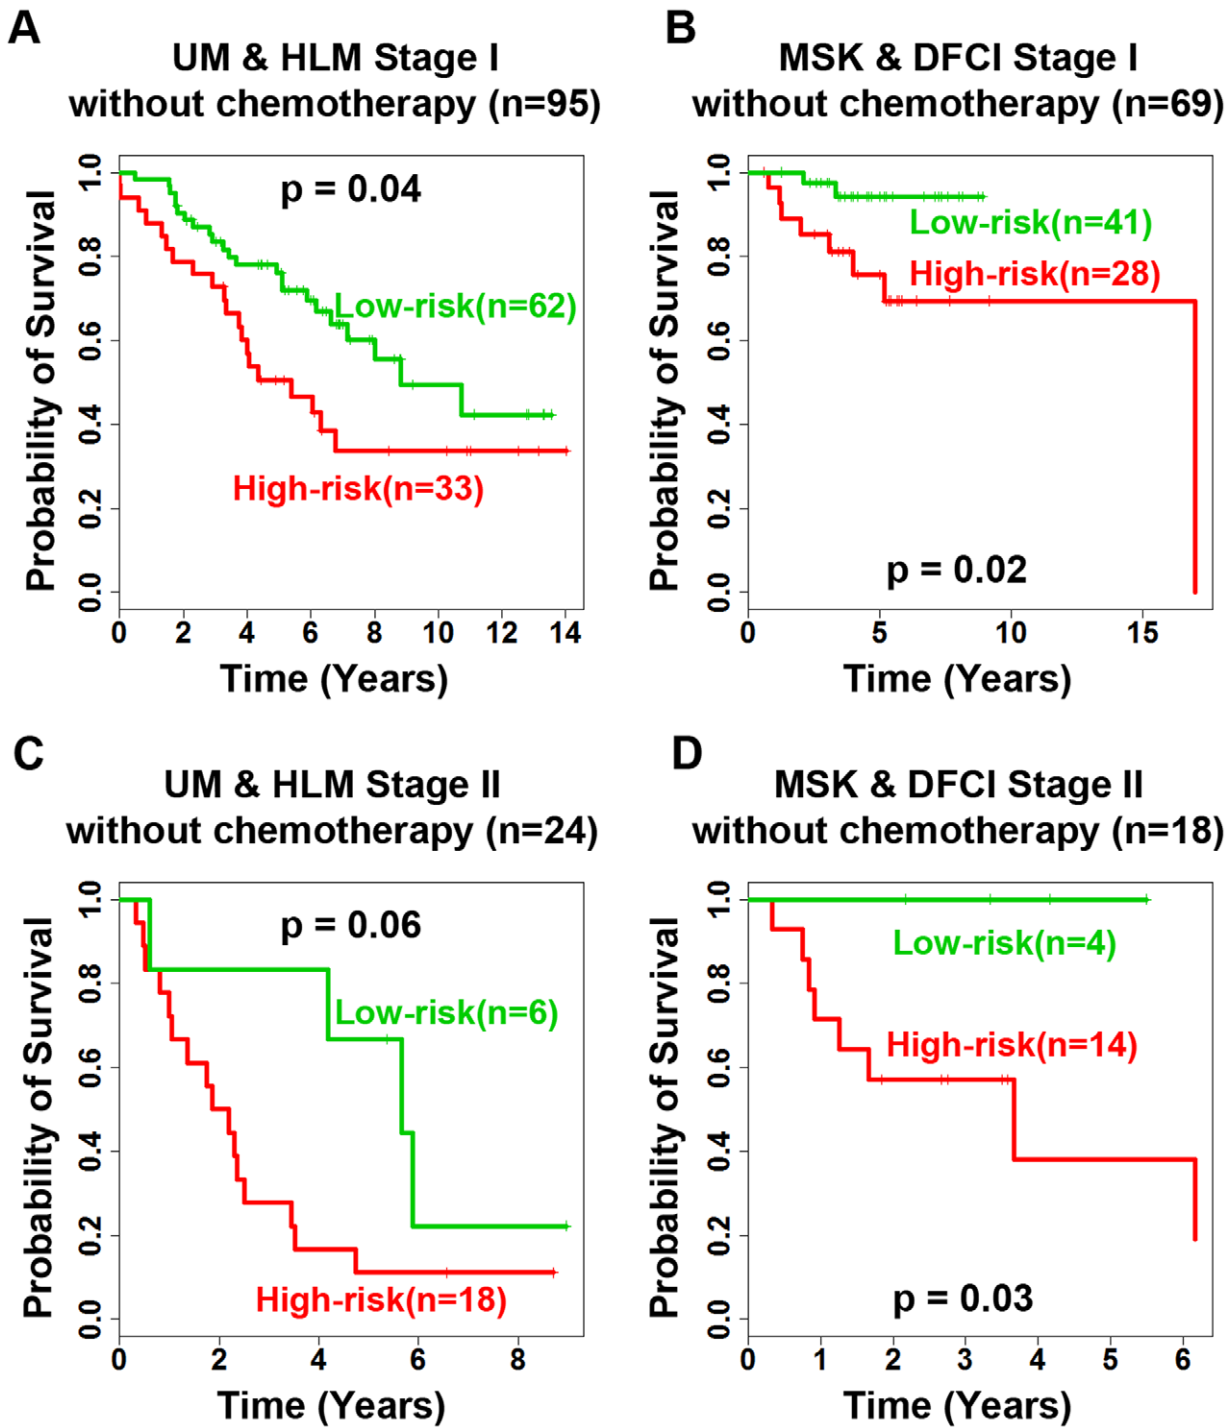 A
UM & HLM Stage I
without chemotherapy (n=95)
Probability of Survival
1.0
0.8
0.6
0.4
0.2
0.0
p = 0.04
Low-risk(n=62)
High-risk(n=33)
0 2 4 6 8 10 12 14
Time (Years)
B
MSK & DFCI Stage I
without chemotherapy (n=69)
Probability of Survival
1.0
0.8
0.6
0.4
0.2
0.0
Low-risk(n=41)
High-risk(n=28)
p = 0.02
0 5 10 15
Time (Years)
C
UM & HLM Stage II
without chemotherapy (n=24)
Probability of Survival
1.0
0.8
0.6
0.4
0.2
0.0
p = 0.06
Low-risk(n=6)
High-risk(n=18)
0 2 4 6 8
Time (Years)
D
MSK & DFCI Stage II
without chemotherapy (n=18)
Probability of Survival
1.0
0.8
0.6
0.4
0.2
0.0
Low-risk(n=4)
High-risk(n=14)
p = 0.03
0 1 2 3 4 5 6
Time (Years)